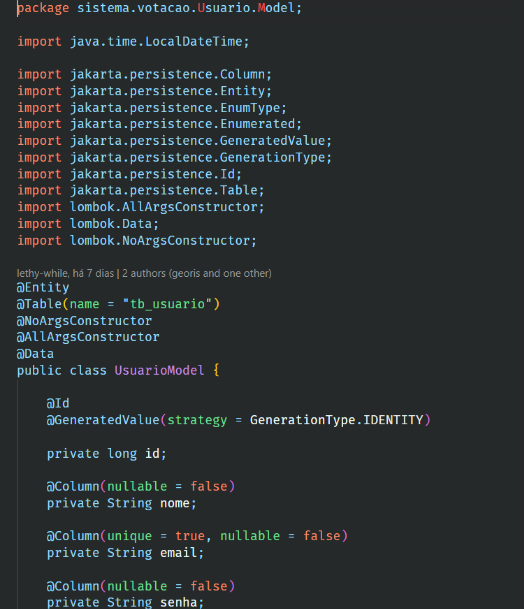 package sistema.votacao.Usuario.Model;
import java.time.LocalDateTime;
import jakarta.persistence.Column;
import jakarta.persistence.Entity;
import jakarta.persistence.EnumType;
import jakarta.persistence.Enumerated;
import jakarta.persistence.GeneratedValue;
import jakarta.persistence.GenerationType;
import jakarta.persistence.Id;
import jakarta.persistence.Table;
import lombok.AllArgsConstructor;
import lombok.Data;
import lombok.NoArgsConstructor;
lethy-while, há 7 dias | 2 authors (georis and one other)
@Entity
@Table(name = "tb_usuario")
@NoArgsConstructor
@AllArgsConstructor
@Data
public class UsuarioModel {
@Id
@GeneratedValue(strategy = GenerationType.IDENTITY)
private long id;
@Column(nullable = false)
private String nome;
@Column(unique = true, nullable = false)
private String email;
@Column(nullable = false)
private String senha;